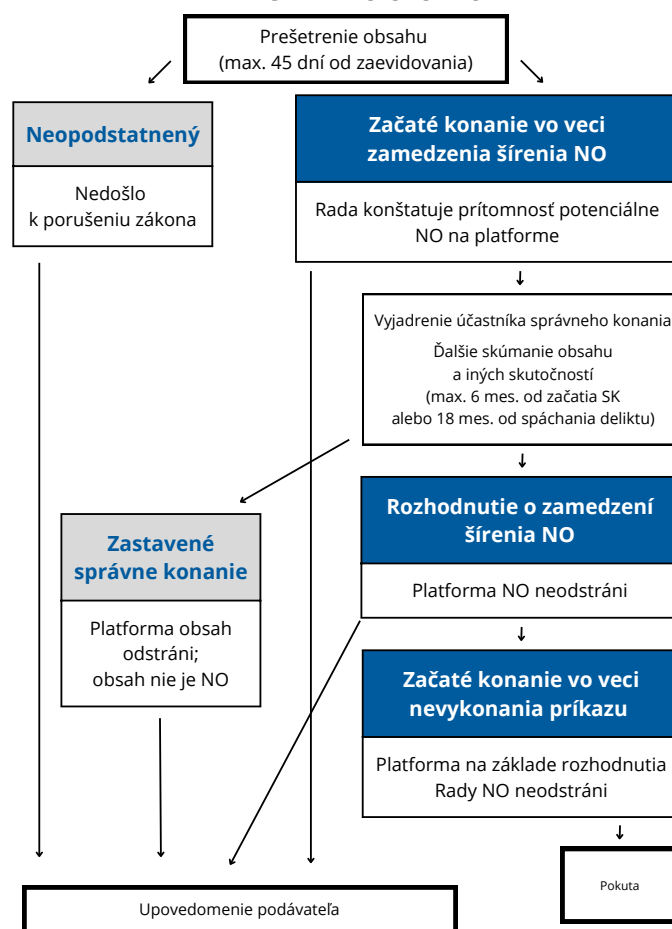 Prešetrenie obsahu
(max. 45 dní od zaevidovania)
Neopodstatnený
Nedošlo
k porušeniu zákona
Začaté konanie vo veci
zamedzenia šírenia NO
Rada konštatuje prítomnosť potenciálne
NO na platforme
Vyjadrenie účastníka správneho konania
Ďalšie skúmanie obsahu
a iných skutočností
(max. 6 mes. od začatia SK
alebo 18 mes. od spáchania deliktu)
Zastavené
správne konanie
Platforma obsah
odstráni;
obsah nie je NO
Rozhodnutie o zamedzení
šírenia NO
Platforma NO neodstráni
Začaté konanie vo veci
nevykonania príkazu
Platforma na základe rozhodnutia
Rady NO neodstráni
Pokuta
Upovedomenie podávateľa